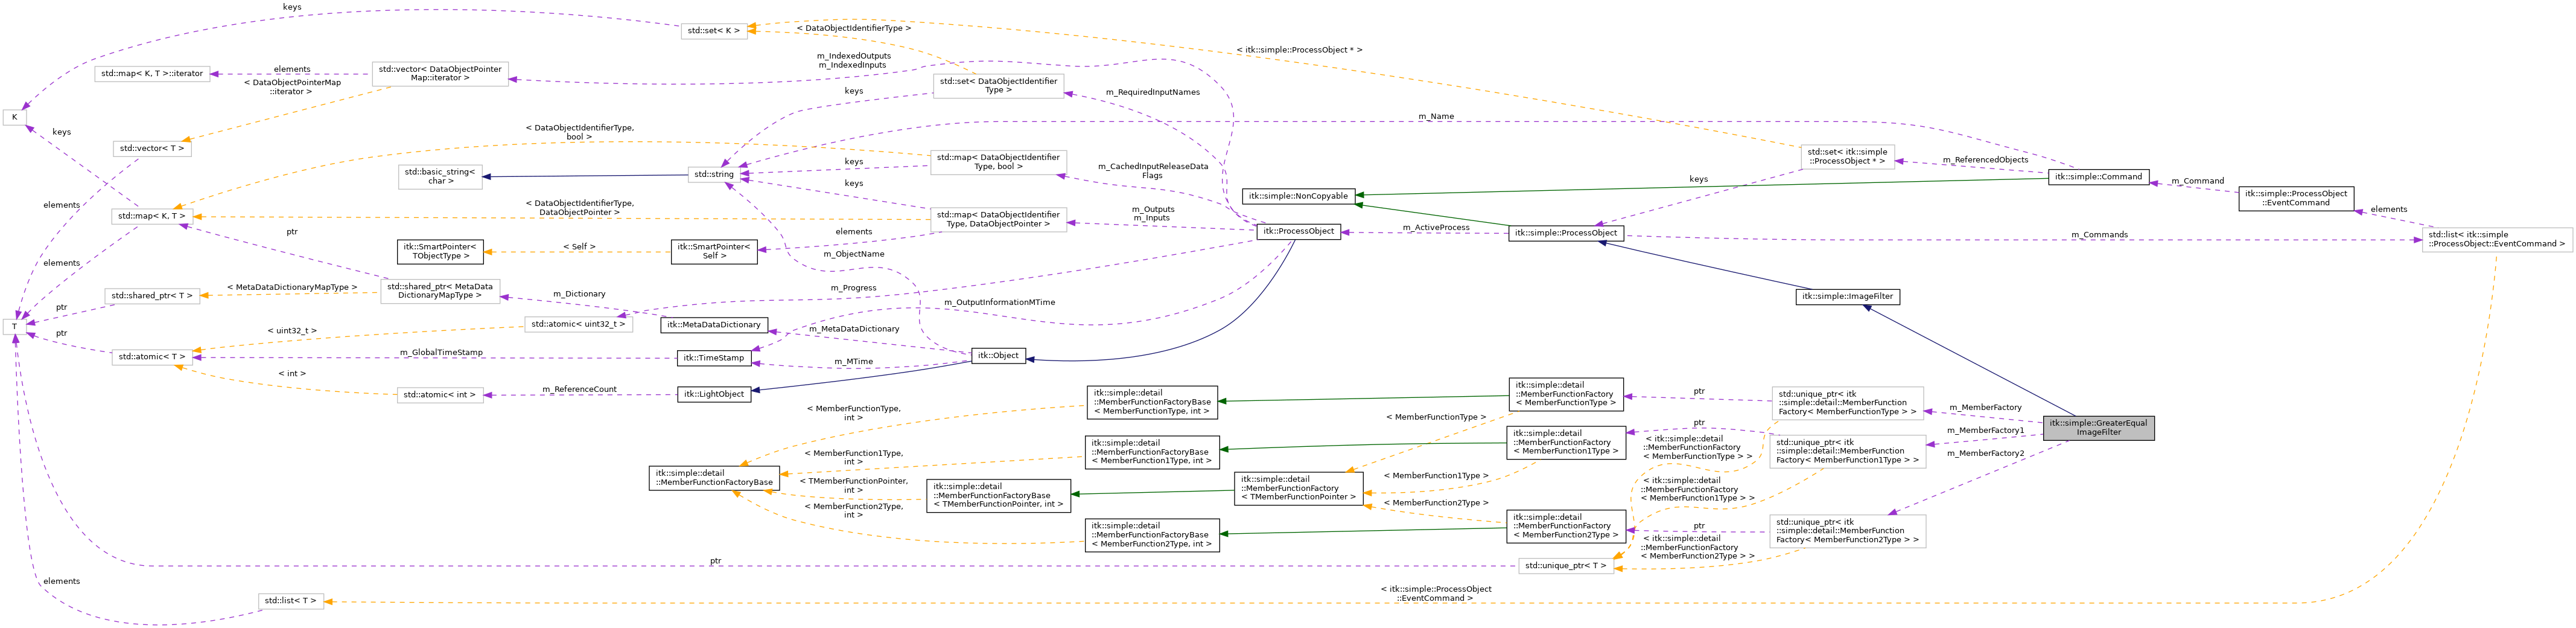 keys
std::set< K >
< DataObjectIdentifierType >
< itk::simple::ProcessObject * >
m_IndexedOutputs
m_IndexedInputs
std::map< K, T >::iterator
elements
std::vector< DataObjectPointer
Map::iterator >
< DataObjectPointerMap
::iterator >
std::set< DataObjectIdentifier
Type >
keys
m_RequiredInputNames
K
keys
m_Name
std::vector< T >
< DataObjectIdentifierType,
bool >
std::map< DataObjectIdentifier
Type, bool >
keys
m_CachedInputReleaseData
Flags
std::set< itk::simple
::ProcessObject * >
m_ReferencedObjects
std::basic_string<
char >
std::string
keys
keys
itk::simple::Command
m_Command
itk::simple::ProcessObject
::EventCommand
itk::simple::NonCopyable
elements
elements
std::map< K, T >
< DataObjectIdentifierType,
DataObjectPointer >
std::map< DataObjectIdentifier
Type, DataObjectPointer >
m_Outputs
m_Inputs
itk::ProcessObject
m_ActiveProcess
itk::simple::ProcessObject
m_Commands
std::list< itk::simple
::ProcessObject::EventCommand >
ptr
elements
itk::SmartPointer<
TObjectType >
< Self >
itk::SmartPointer<
Self >
m_ObjectName
elements
std::shared_ptr< T >
< MetaDataDictionaryMapType >
std::shared_ptr< MetaData
DictionaryMapType >
m_Dictionary
m_Progress
m_OutputInformationMTime
itk::simple::ImageFilter
ptr
T
ptr
< uint32_t >
std::atomic< uint32_t >
itk::MetaDataDictionary
m_MetaDataDictionary
std::atomic< T >
m_GlobalTimeStamp
itk::TimeStamp
m_MTime
itk::Object
< int >
std::atomic< int >
m_ReferenceCount
itk::LightObject
itk::simple::detail
::MemberFunctionFactoryBase
< MemberFunctionType, int >
itk::simple::detail
::MemberFunctionFactory
< MemberFunctionType >
ptr
std::unique_ptr< itk
::simple::detail::MemberFunction
Factory< MemberFunctionType > >
m_MemberFactory
itk::simple::GreaterEqual
ImageFilter
m_MemberFactory1
m_MemberFactory2
< MemberFunctionType,
int >
< MemberFunctionType >
itk::simple::detail
::MemberFunctionFactoryBase
< MemberFunction1Type, int >
itk::simple::detail
::MemberFunctionFactory
< MemberFunction1Type >
ptr
< itk::simple::detail
::MemberFunctionFactory
< MemberFunctionType > >
std::unique_ptr< itk
::simple::detail::MemberFunction
Factory< MemberFunction1Type > >
< MemberFunction1Type,
int >
itk::simple::detail
::MemberFunctionFactoryBase
< TMemberFunctionPointer,
int >
itk::simple::detail
::MemberFunctionFactoryBase
< TMemberFunctionPointer, int >
itk::simple::detail
::MemberFunctionFactory
< TMemberFunctionPointer >
< MemberFunction1Type >
< itk::simple::detail
::MemberFunctionFactory
< MemberFunction1Type > >
< MemberFunction2Type,
int >
< MemberFunction2Type >
itk::simple::detail
::MemberFunctionFactoryBase
< MemberFunction2Type, int >
itk::simple::detail
::MemberFunctionFactory
< MemberFunction2Type >
ptr
std::unique_ptr< itk
::simple::detail::MemberFunction
Factory< MemberFunction2Type > >
< itk::simple::detail
::MemberFunctionFactory
< MemberFunction2Type > >
ptr
std::unique_ptr< T >
elements
std::list< T >
< itk::simple::ProcessObject
::EventCommand >